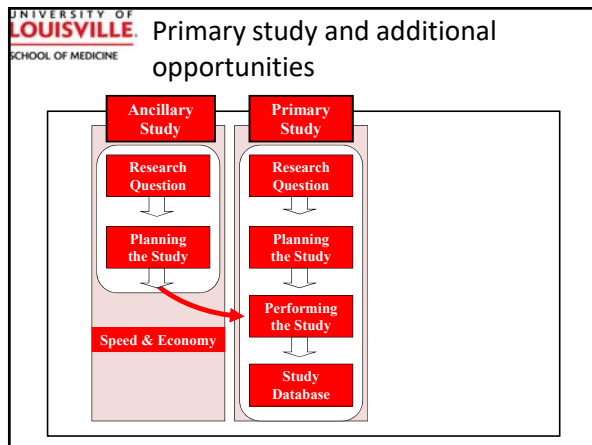 UNIVERSITY OF
LOUISVILLE.
SCHOOL OF MEDICINE
Primary study and additional
opportunities
Ancillary
Study
Research
Question
Planning
the Study
Speed & Economy
Primary
Study
Research
Question
Planning
the Study
Performing
the Study
Study
Database